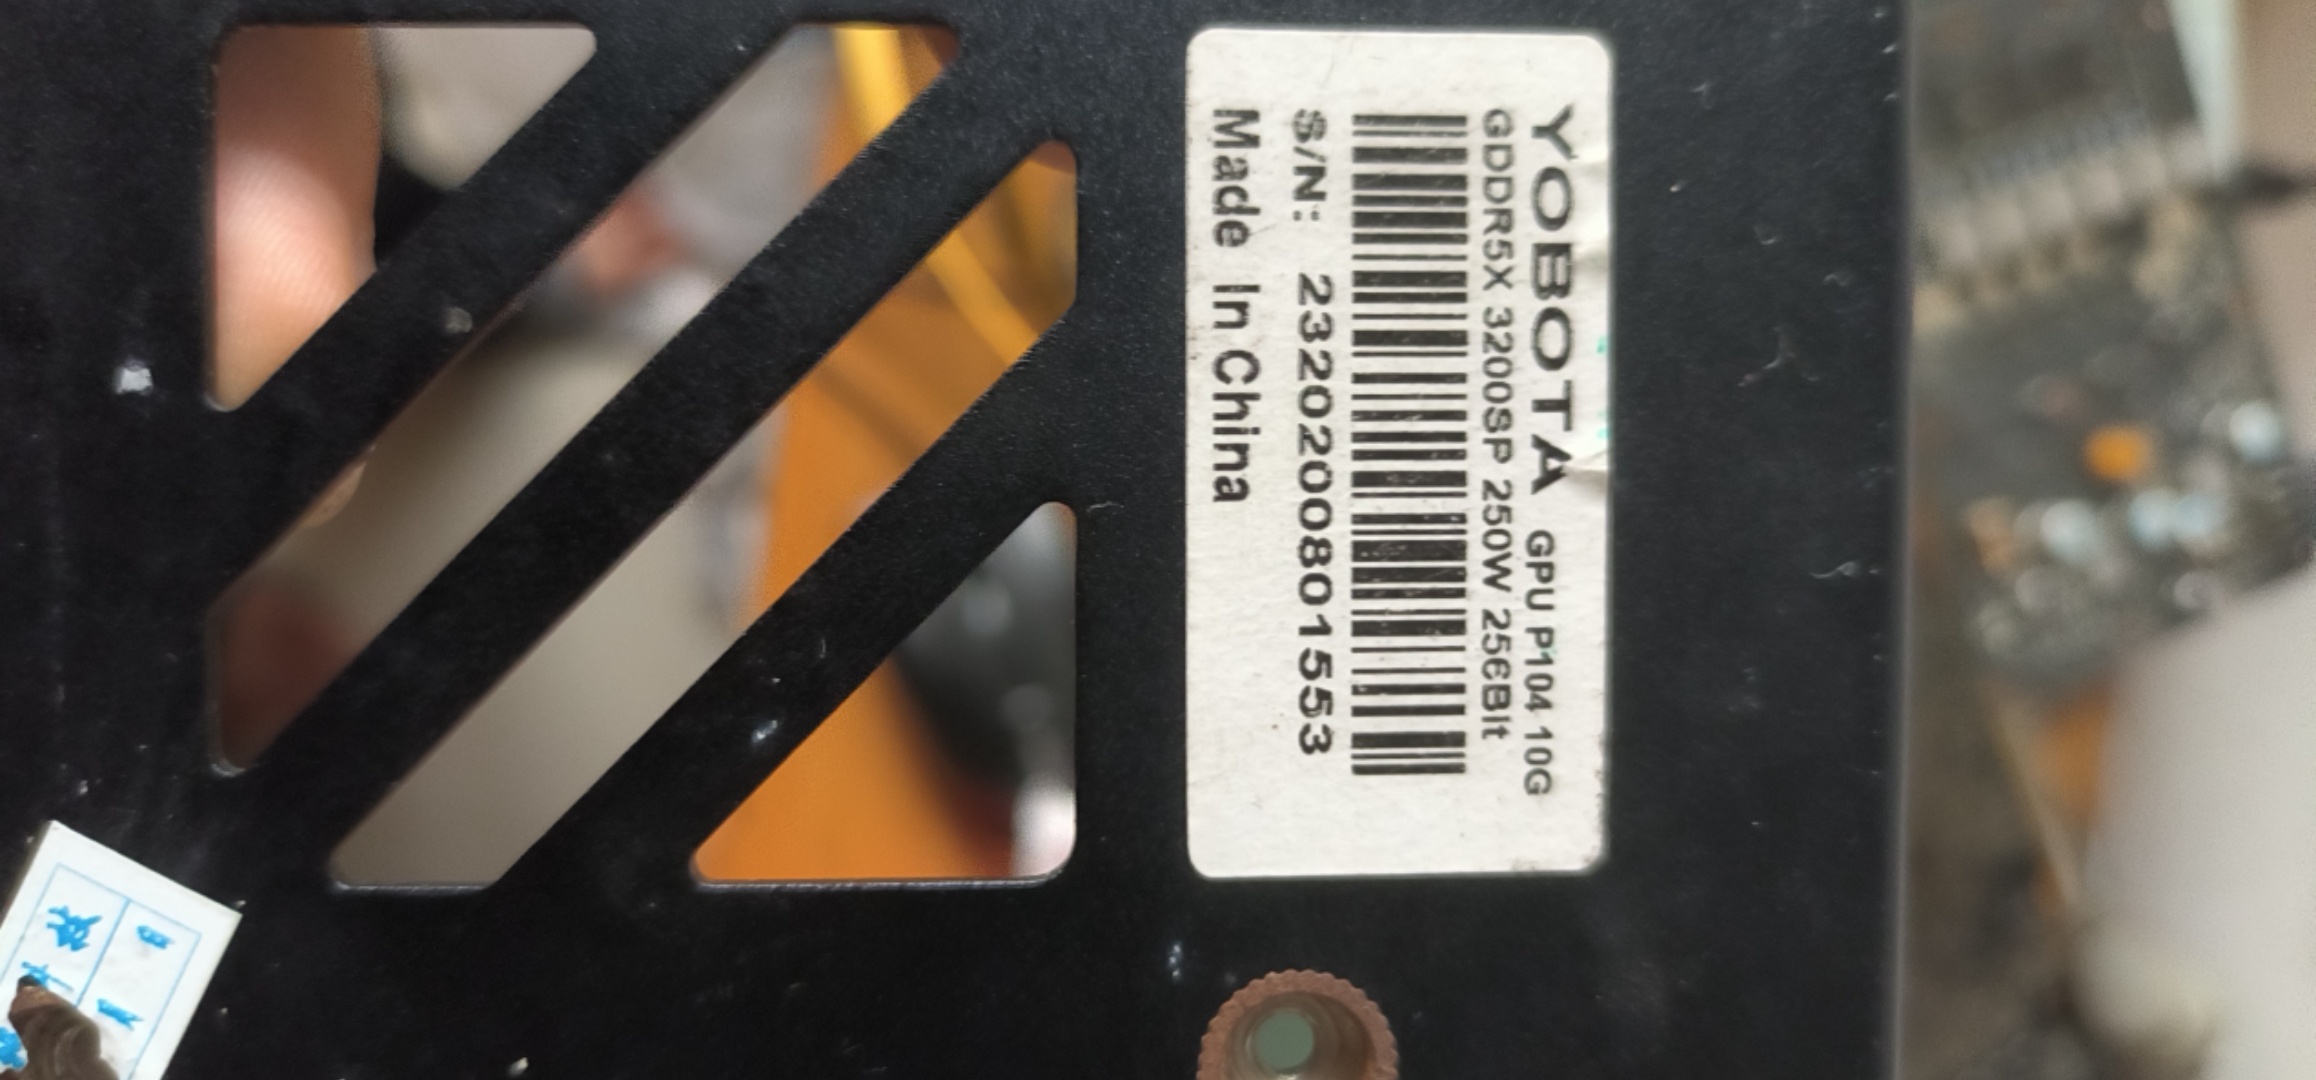 YOBOTA GPU P104 10G
GDDR5X 3200SP 250W 256Bit
S/N: 2320200801553
Made In China